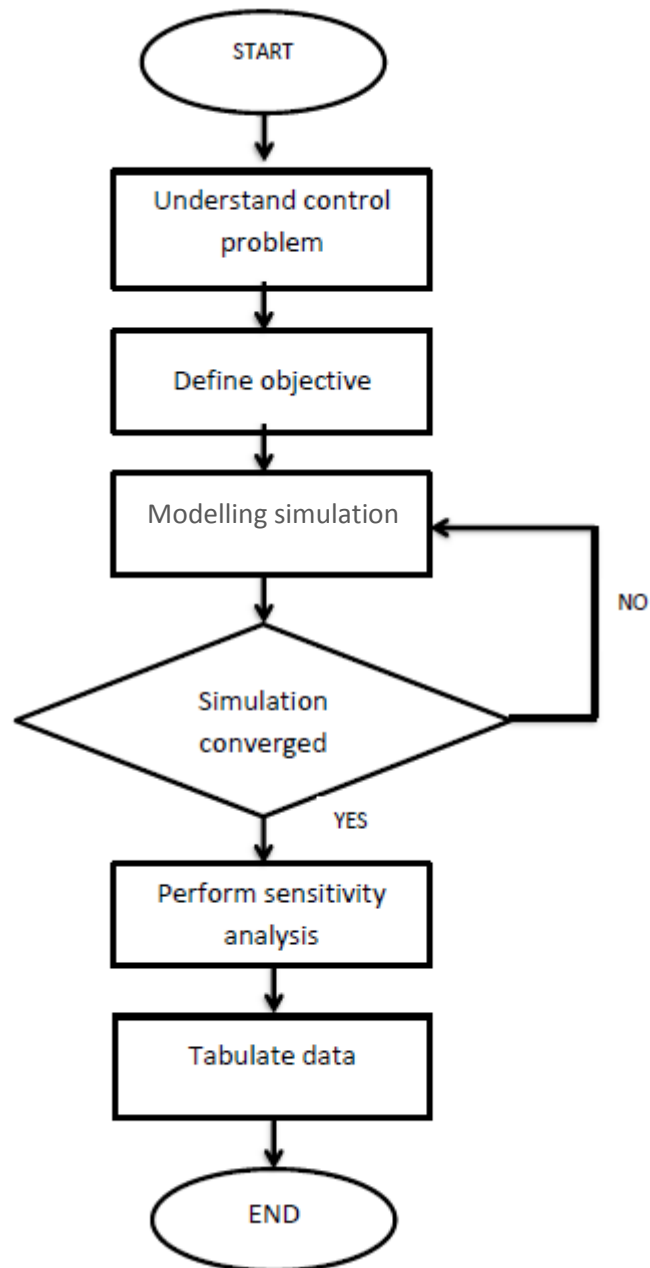 START
Understand control
problem
Define objective
Modelling simulation
NO
Simulation
converged
YES
Perform sensitivity
analysis
Tabulate data
END